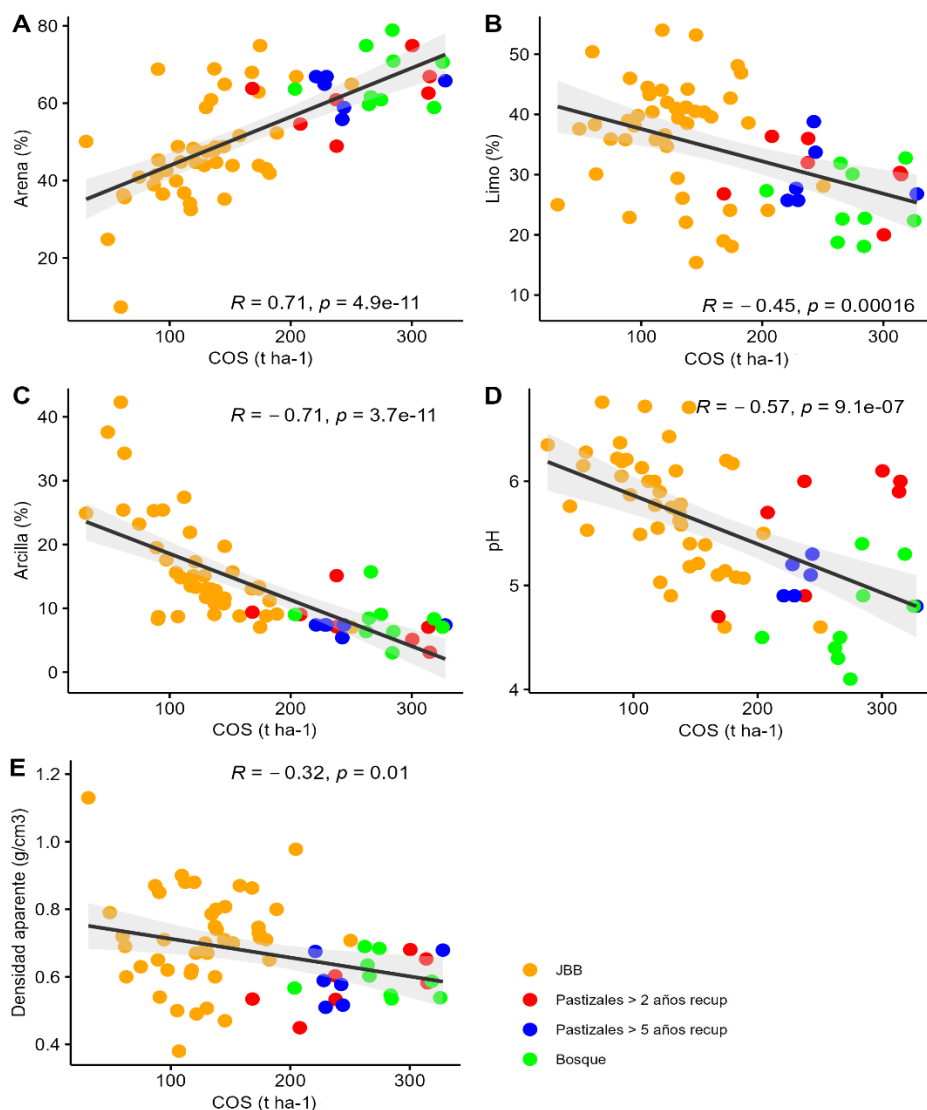 A
80
60
40
20
Arena (%)
R = 0.71, p = 4.9e-11
100 200 300
COS (t ha-1)
B
50
40
30
20
10
Limo (%)
R = − 0.45, p = 0.00016
100 200 300
COS (t ha-1)
C
40
30
20
10
0
Arcilla (%)
R = − 0.71, p = 3.7e-11
100 200 300
COS (t ha-1)
D
6
5
4
pH
R = − 0.57, p = 9.1e-07
100 200 300
COS (t ha-1)
E
1.2
1.0
0.8
0.6
0.4
Densidad aparente (g/cm3)
R = − 0.32, p = 0.01
100 200 300
COS (t ha-1)
JBB
Pastizales > 2 años recup
Pastizales > 5 años recup
Bosque